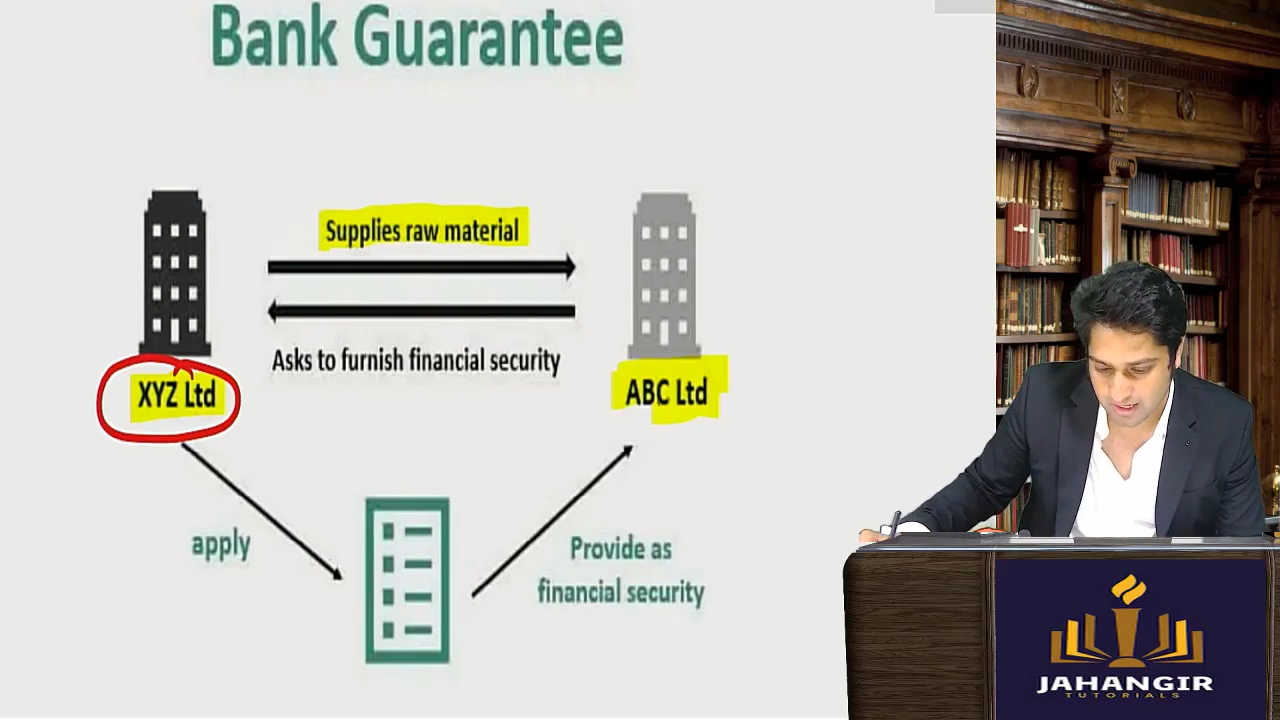 Bank Guarantee
Supplies raw material
Asks to furnish financial security
XYZ Ltd
ABC Ltd
apply
Provide as
financial security
JAHANGIR
TUTORIALS